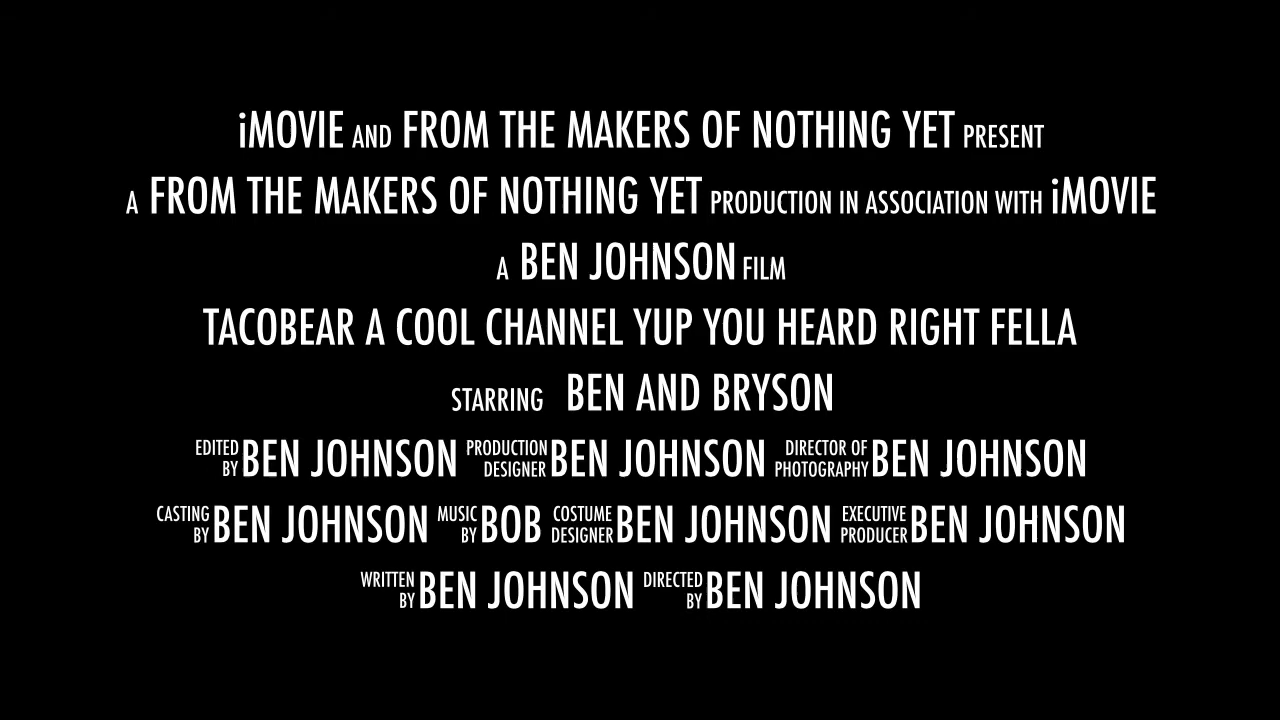 iMOVIE AND FROM THE MAKERS OF NOTHING YET PRESENT
A FROM THE MAKERS OF NOTHING YET PRODUCTION IN ASSOCIATION WITH iMOVIE
A BEN JOHNSON FILM
TACOBEAR A COOL CHANNEL YUP YOU HEARD RIGHT FELLA
STARRING BEN AND BRYSON
EDITED BY BEN JOHNSON PRODUCTION DESIGNER BEN JOHNSON DIRECTOR OF PHOTOGRAPHY BEN JOHNSON
CASTING BY BEN JOHNSON MUSIC BY BOB COSTUME DESIGNER BEN JOHNSON EXECUTIVE PRODUCER BEN JOHNSON
WRITTEN BY BEN JOHNSON DIRECTED BY BEN JOHNSON